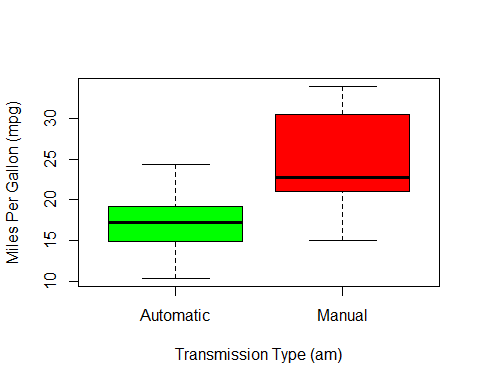 Miles Per Gallon (mpg)
30
25
20
15
10
Automatic
Manual
Transmission Type (am)